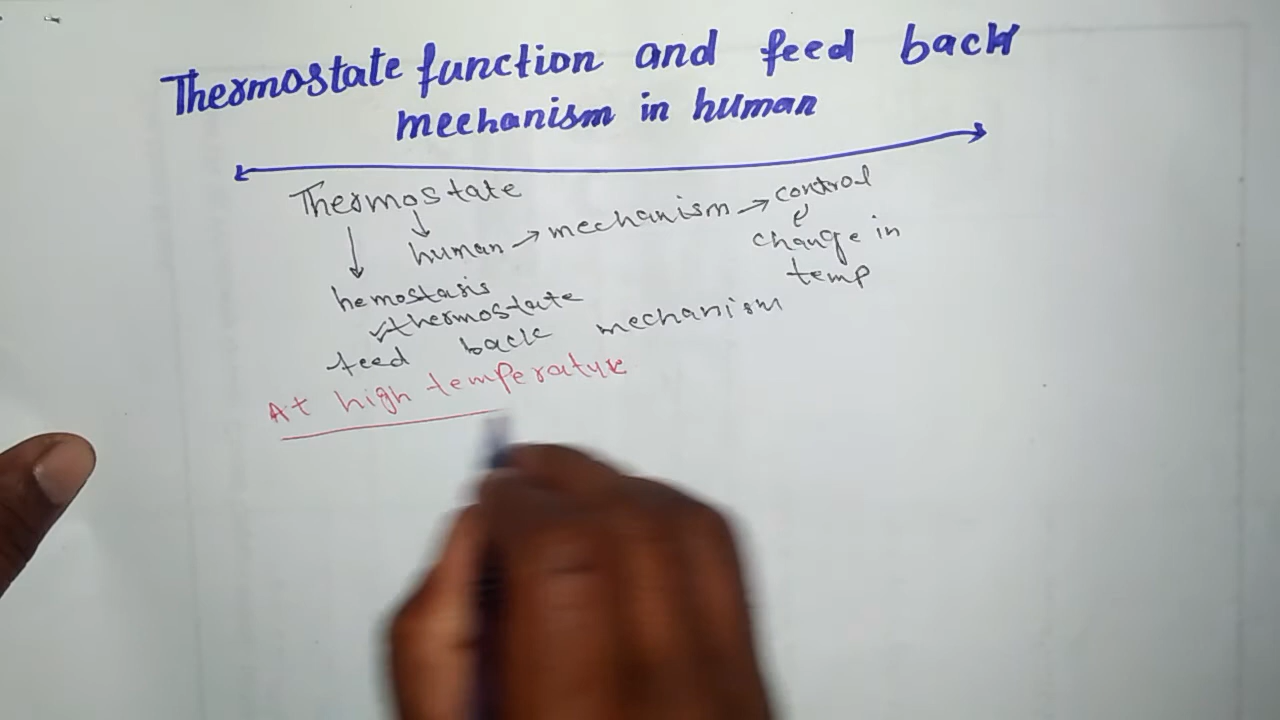 Thermostate function and feed back
mechanism in human
Thermostate
human → mechanism → control
change in
temp
hemostasis
✓thermostate
feed back mechanism
At high temperature